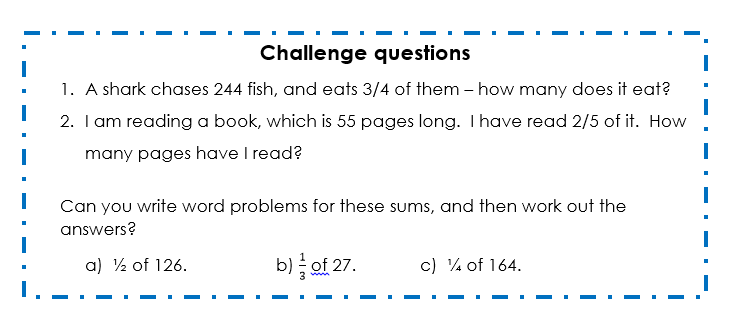 Challenge questions
1. A shark chases 244 fish, and eats 3/4 of them – how many does it eat?
2. I am reading a book, which is 55 pages long. I have read 2/5 of it. How
many pages have I read?
Can you write word problems for these sums, and then work out the
answers?
a) ½ of 126. b) 1/3 of 27. c) ¼ of 164.